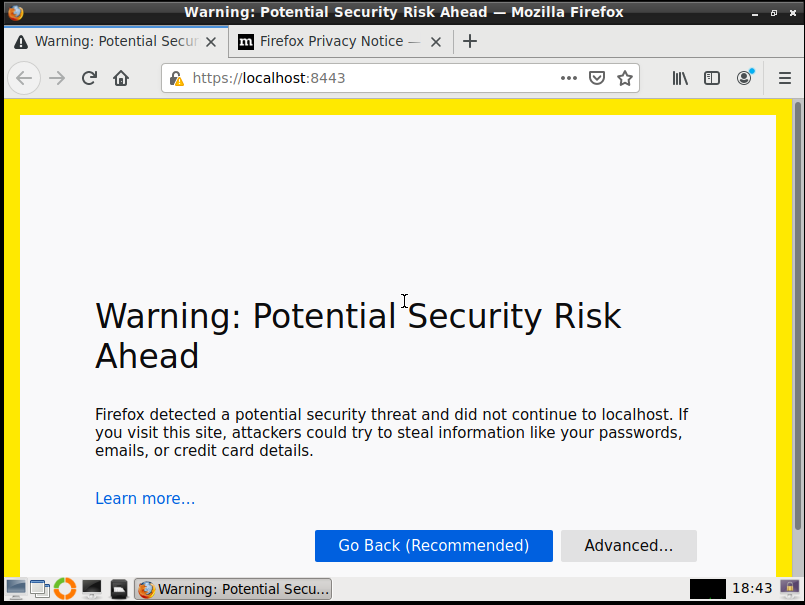 Warning: Potential Security Risk Ahead — Mozilla Firefox
Warning: Potential Secur
m Firefox Privacy Notice —
https://localhost:8443
Warning: Potential Security Risk
Ahead
Firefox detected a potential security threat and did not continue to localhost. If
you visit this site, attackers could try to steal information like your passwords,
emails, or credit card details.
Learn more…
Go Back (Recommended)
Advanced…
Warning: Potential Secu...
18:43